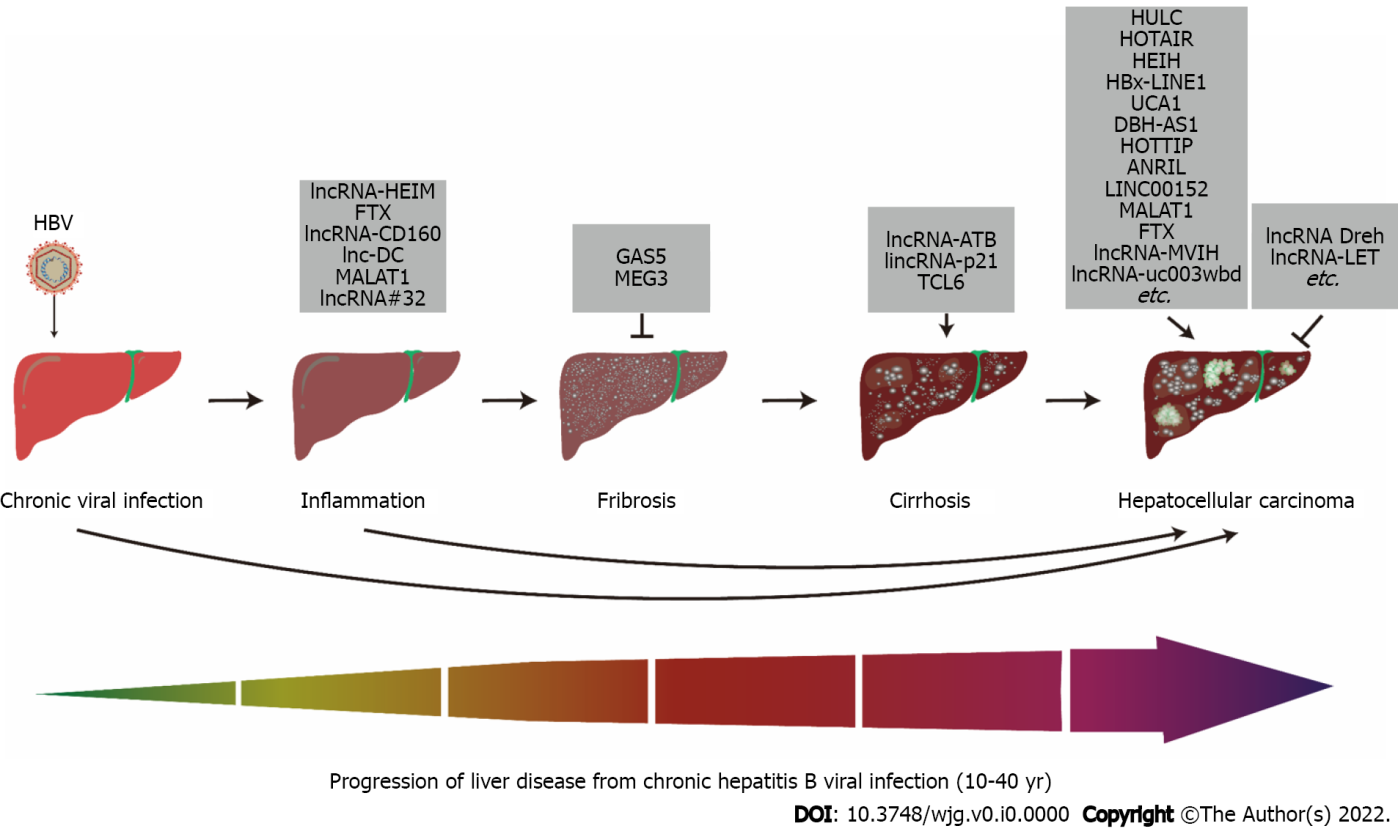 HBV
lncRNA-HEIM
FTX
lncRNA-CD160
lnc-DC
MALAT1
lncRNA#32
GAS5
MEG3
lncRNA-ATB
lincRNA-p21
TCL6
HULC
HOTAIR
HEIH
HBx-LINE1
UCA1
DBH-AS1
HOTTIP
ANRIL
LINC00152
MALAT1
FTX
lncRNA-MVIH
lncRNA-uc003wbd
etc.
lncRNA Dreh
lncRNA-LET
etc.
Chronic viral infection
Inflammation
Fibrosis
Cirrhosis
Hepatocellular carcinoma
Progression of liver disease from chronic hepatitis B viral infection (10-40 yr)
DOI: 10.3748/wjg.v0.i0.0000 Copyright ©The Author(s) 2022.